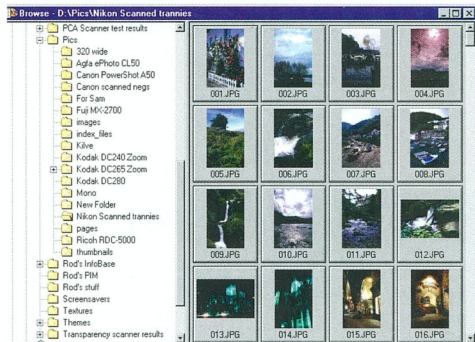 Browse - D:\Pics\Nikon Scanned trannies
PCA Scanner test results
Pics
320 wide
Agfa ePhoto CL50
Canon PowerShot A50
Canon scanned negs
For Sam
Fuji MX-2700
images
index_files
Kilve
Kodak DC240 Zoom
Kodak DC265 Zoom
Kodak DC280
Mono
New Folder
Nikon Scanned trannies
pages
Ricoh RDC-5000
thumbnails
Rod's InfoBase
Rod's PIM
Rod's stuff
Screensavers
Textures
Themes
Transparency scanner results
001.JPG 002.JPG 003.JPG 004.JPG
005.JPG 006.JPG 007.JPG 008.JPG
009.JPG 010.JPG 011.JPG 012.JPG
013.JPG 014.JPG 015.JPG 016.JPG